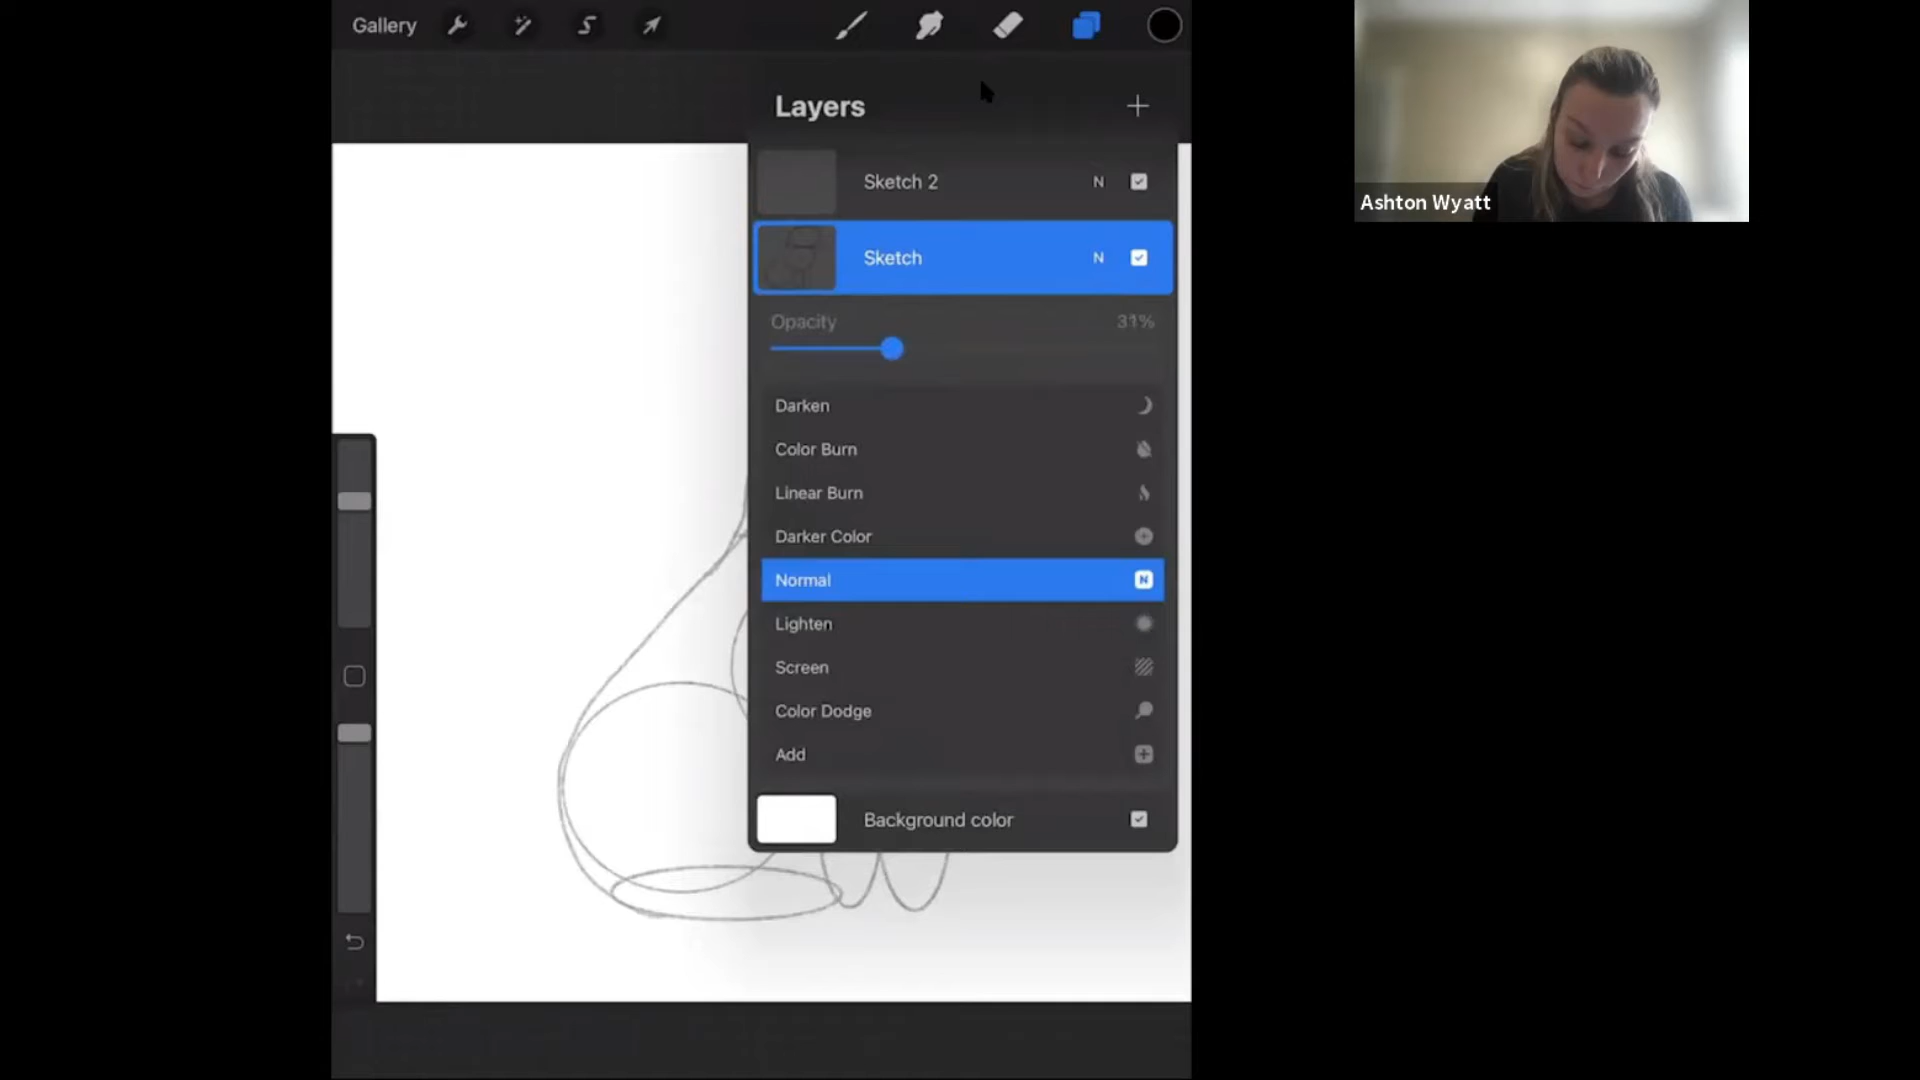 Gallery
Layers
Sketch 2 N
Sketch N
Opacity 31%
Darken
Color Burn
Linear Burn
Darker Color
Normal N
Lighten
Screen
Color Dodge
Add
Background color
Ashton Wyatt